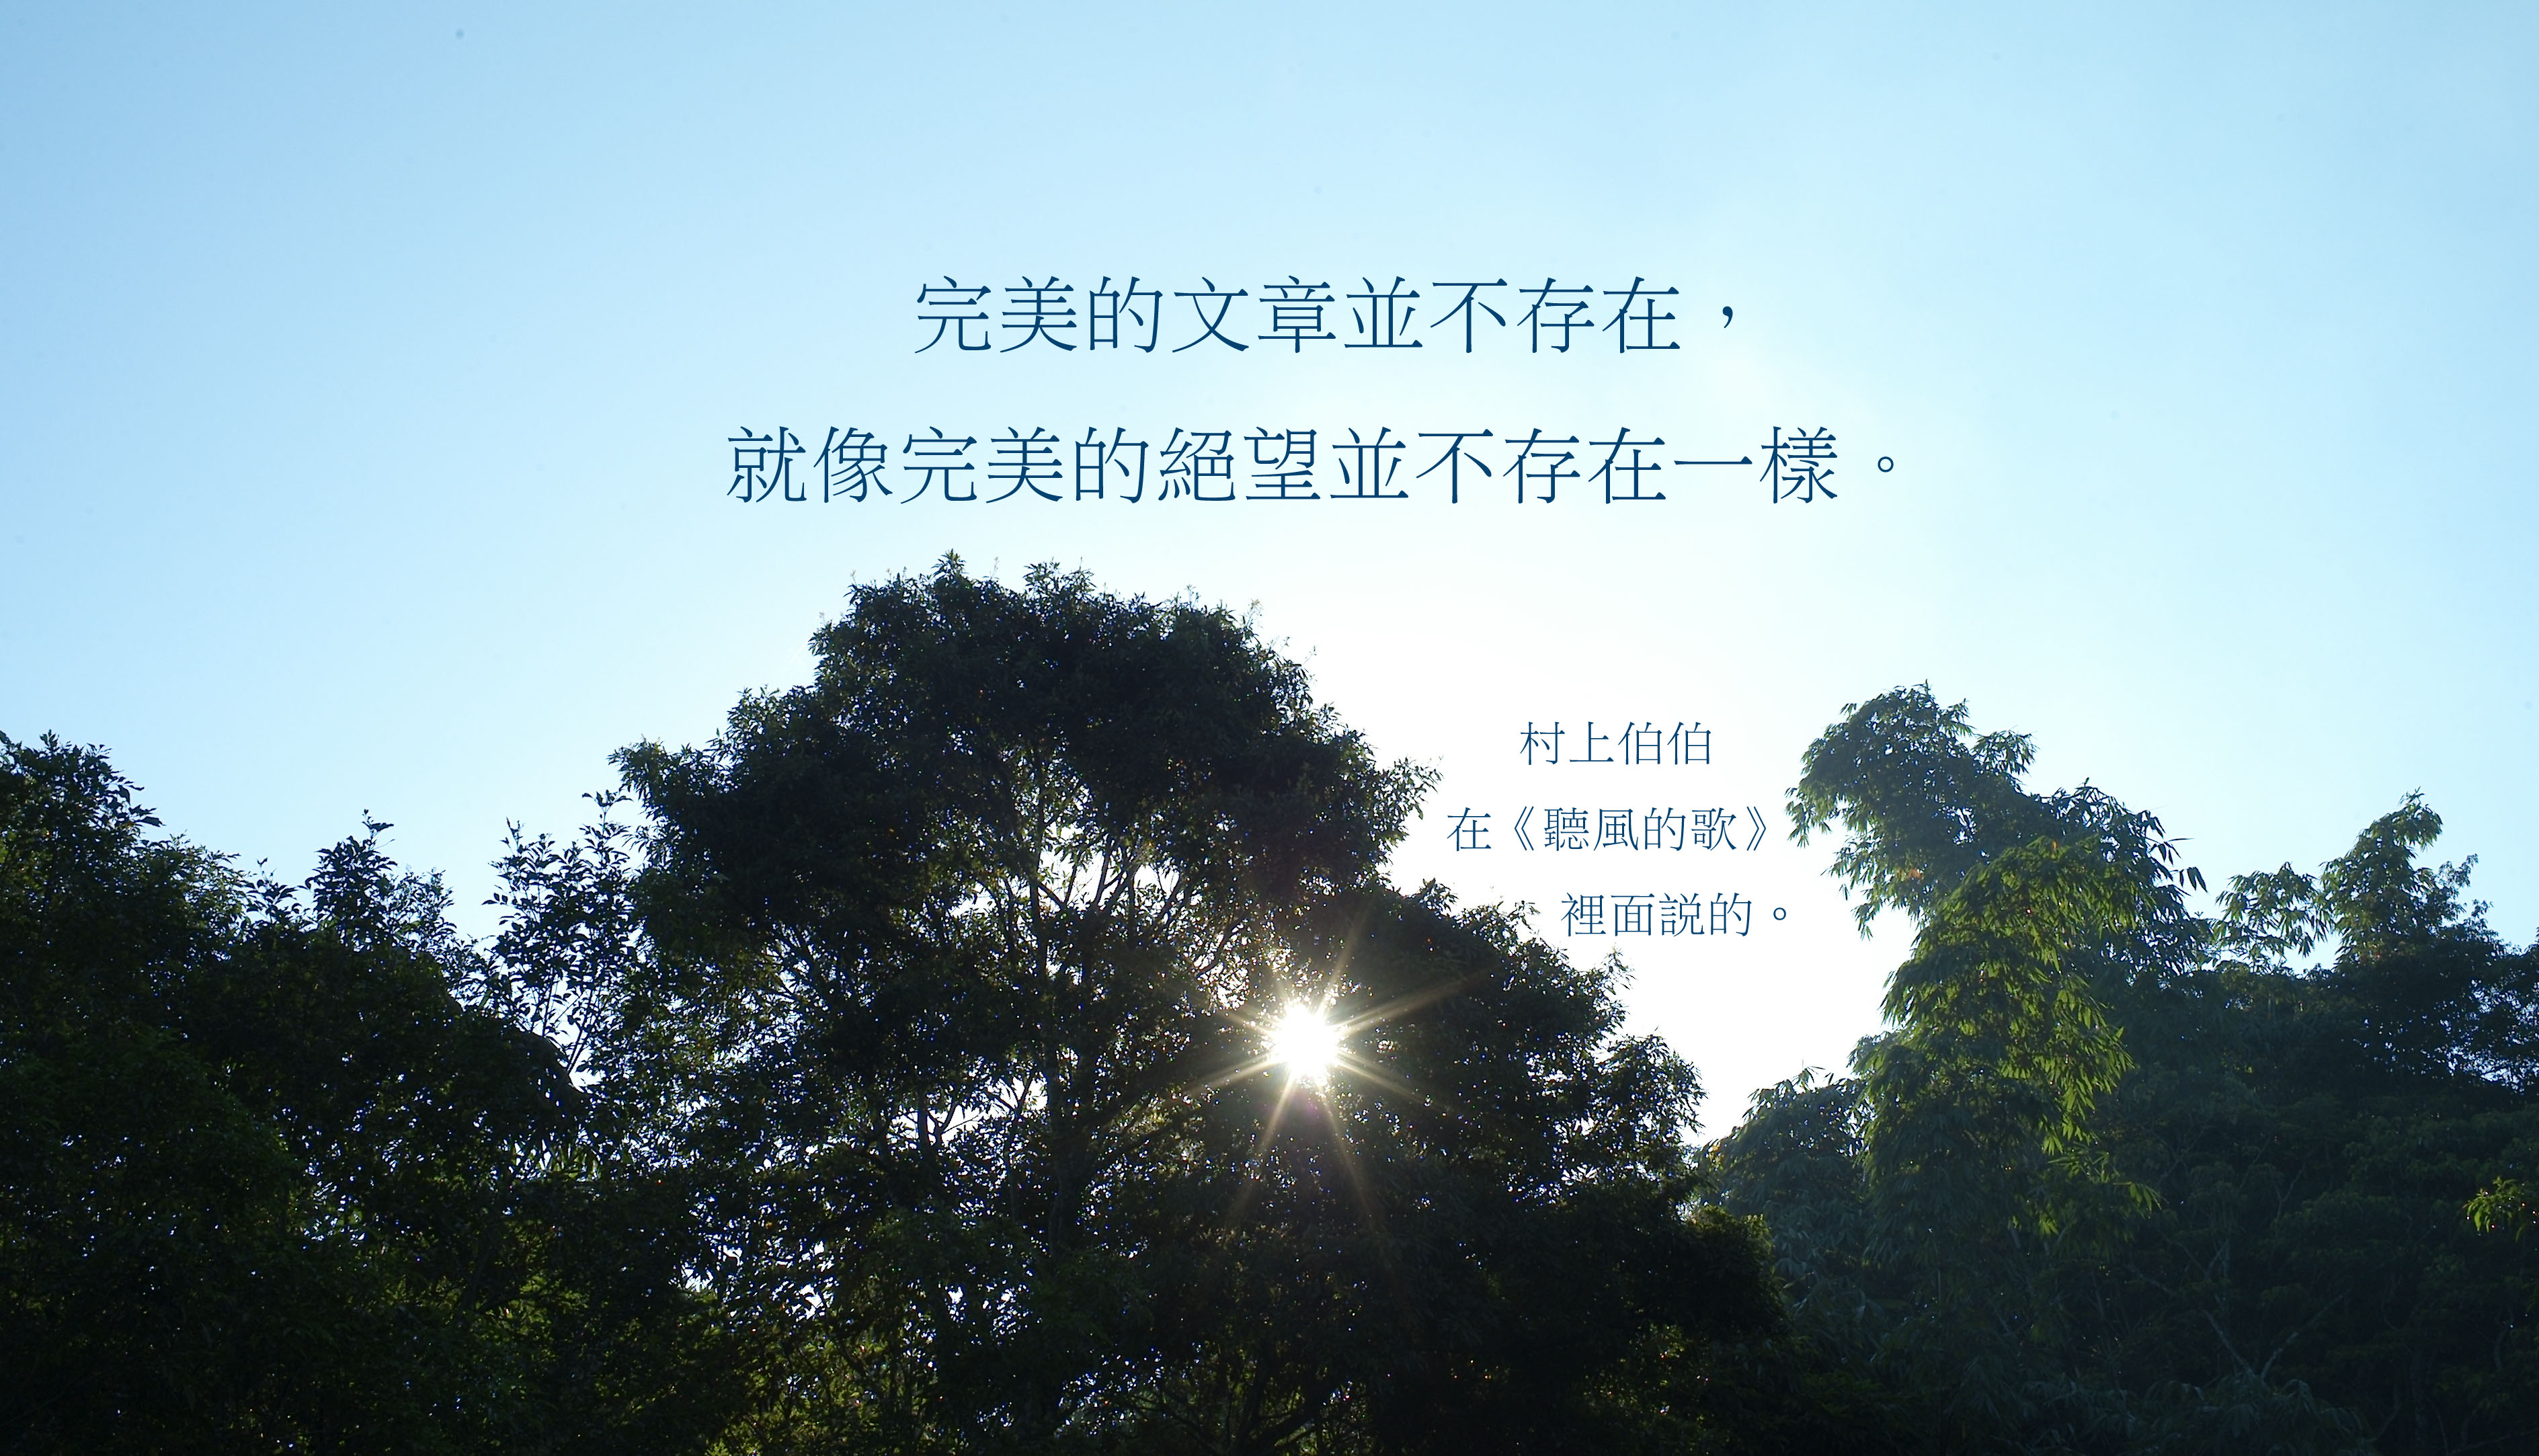 完美的文章並不存在，
就像完美的絕望並不存在一樣。
村上伯伯
在《聽風的歌》
裡面説的。